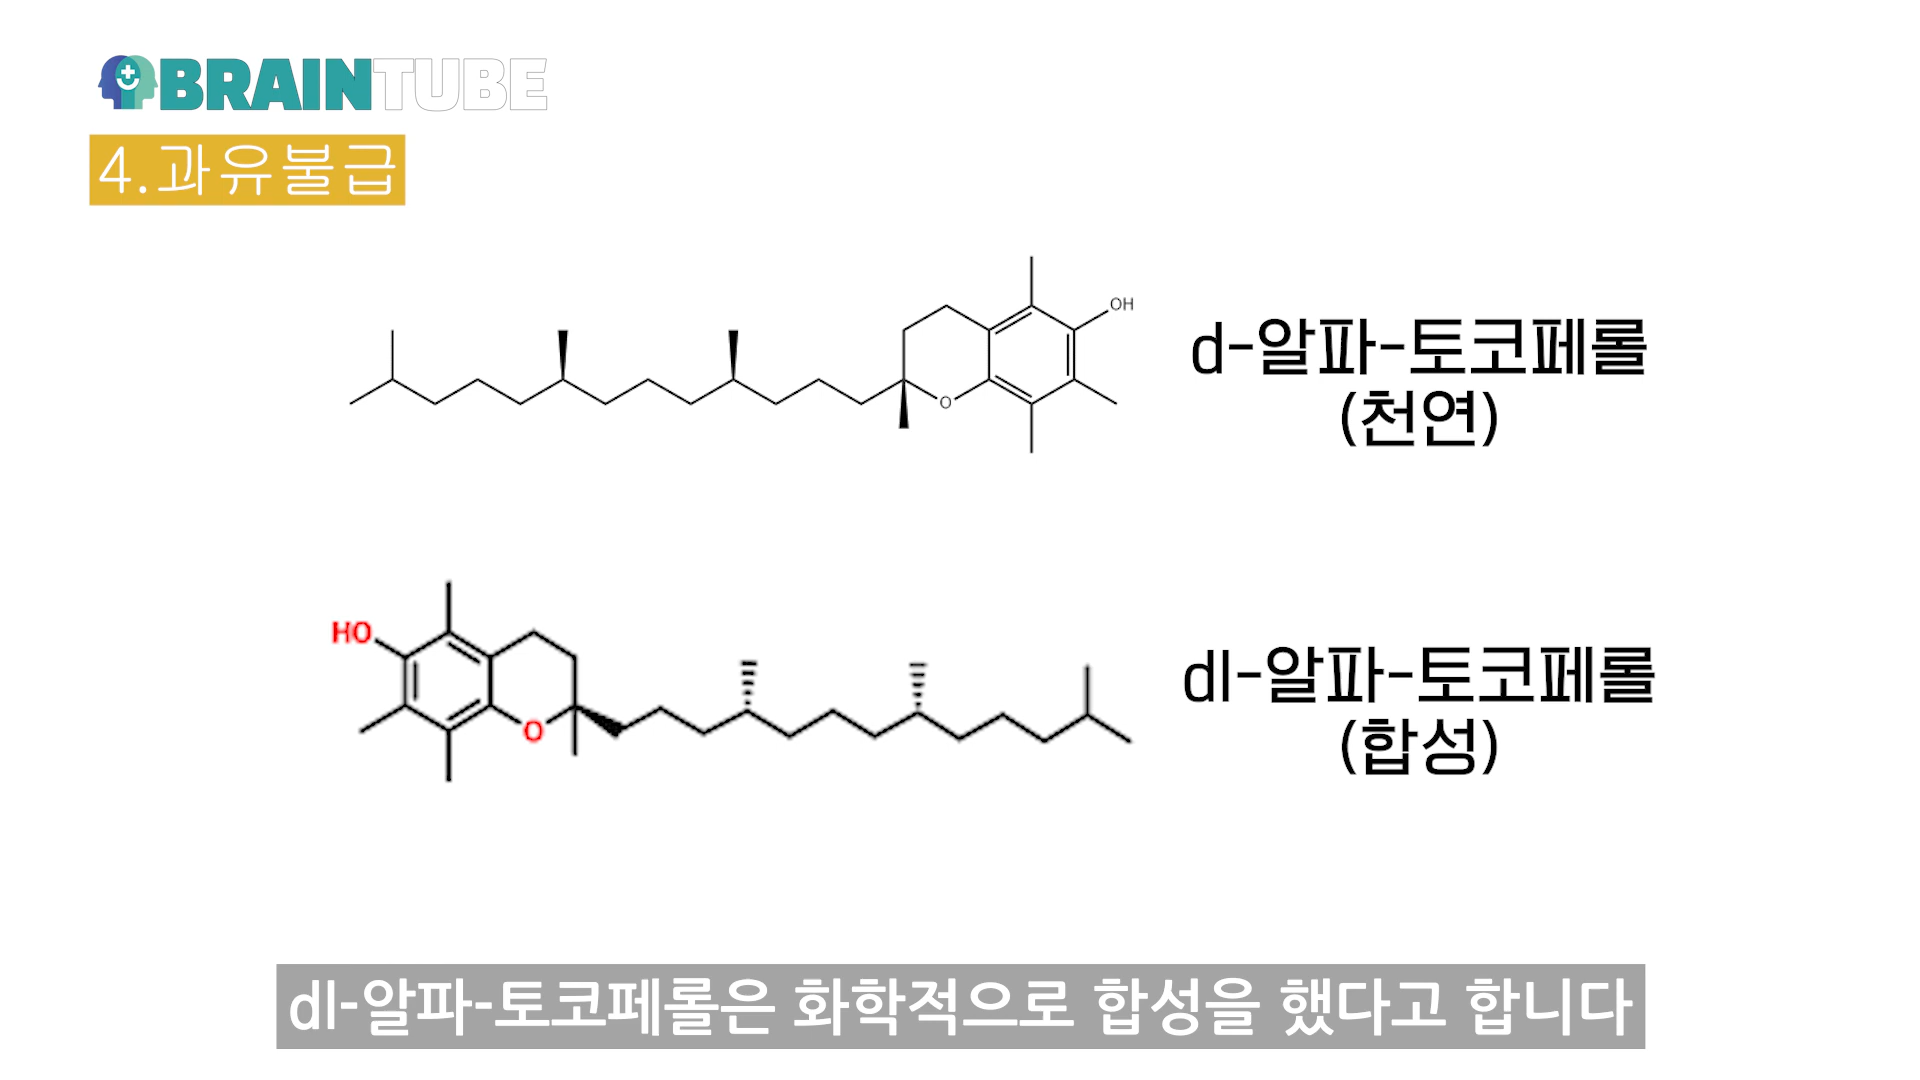 BRAINTUBE
4.과유불급
OH
O
d-알파-토코페롤
(천연)
HO
O
dl-알파-토코페롤
(합성)
dl-알파-토코페롤은 화학적으로 합성을 했다고 합니다